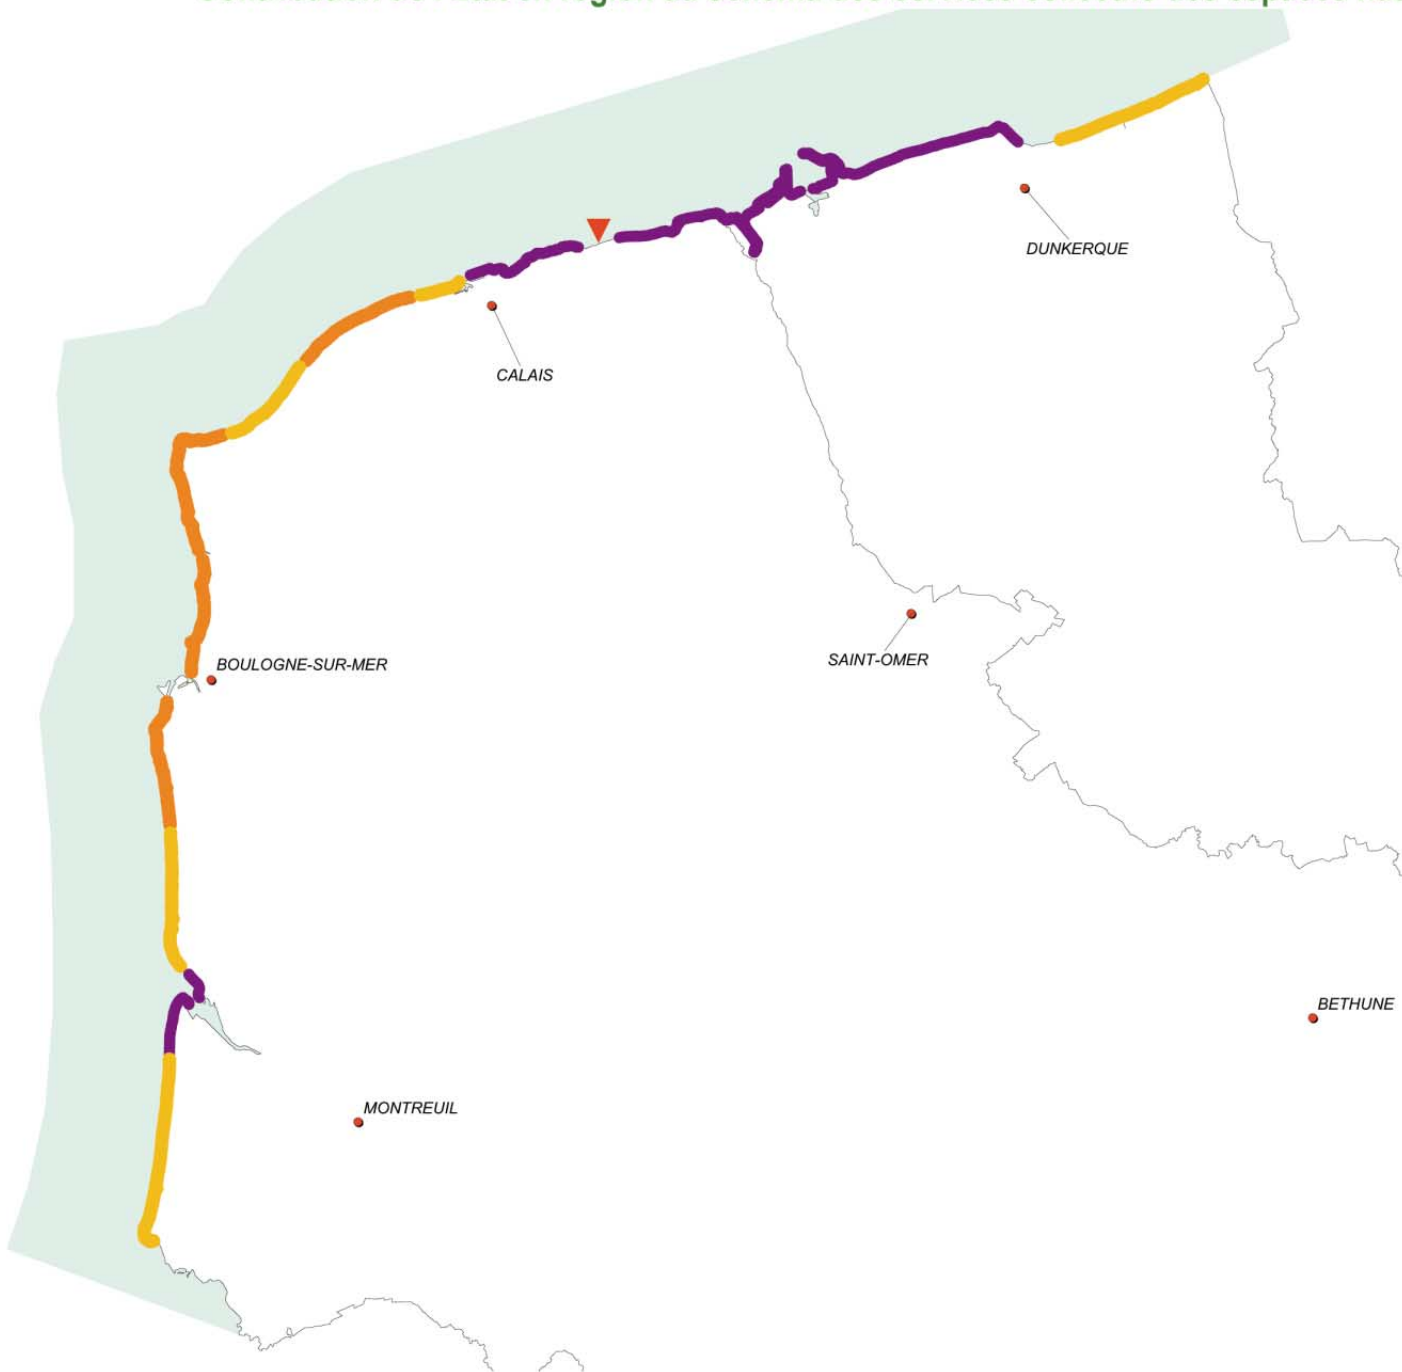 DUNKERQUE
CALAIS
BOULOGNE-SUR-MER
SAINT-OMER
BETHUNE
MONTREUIL